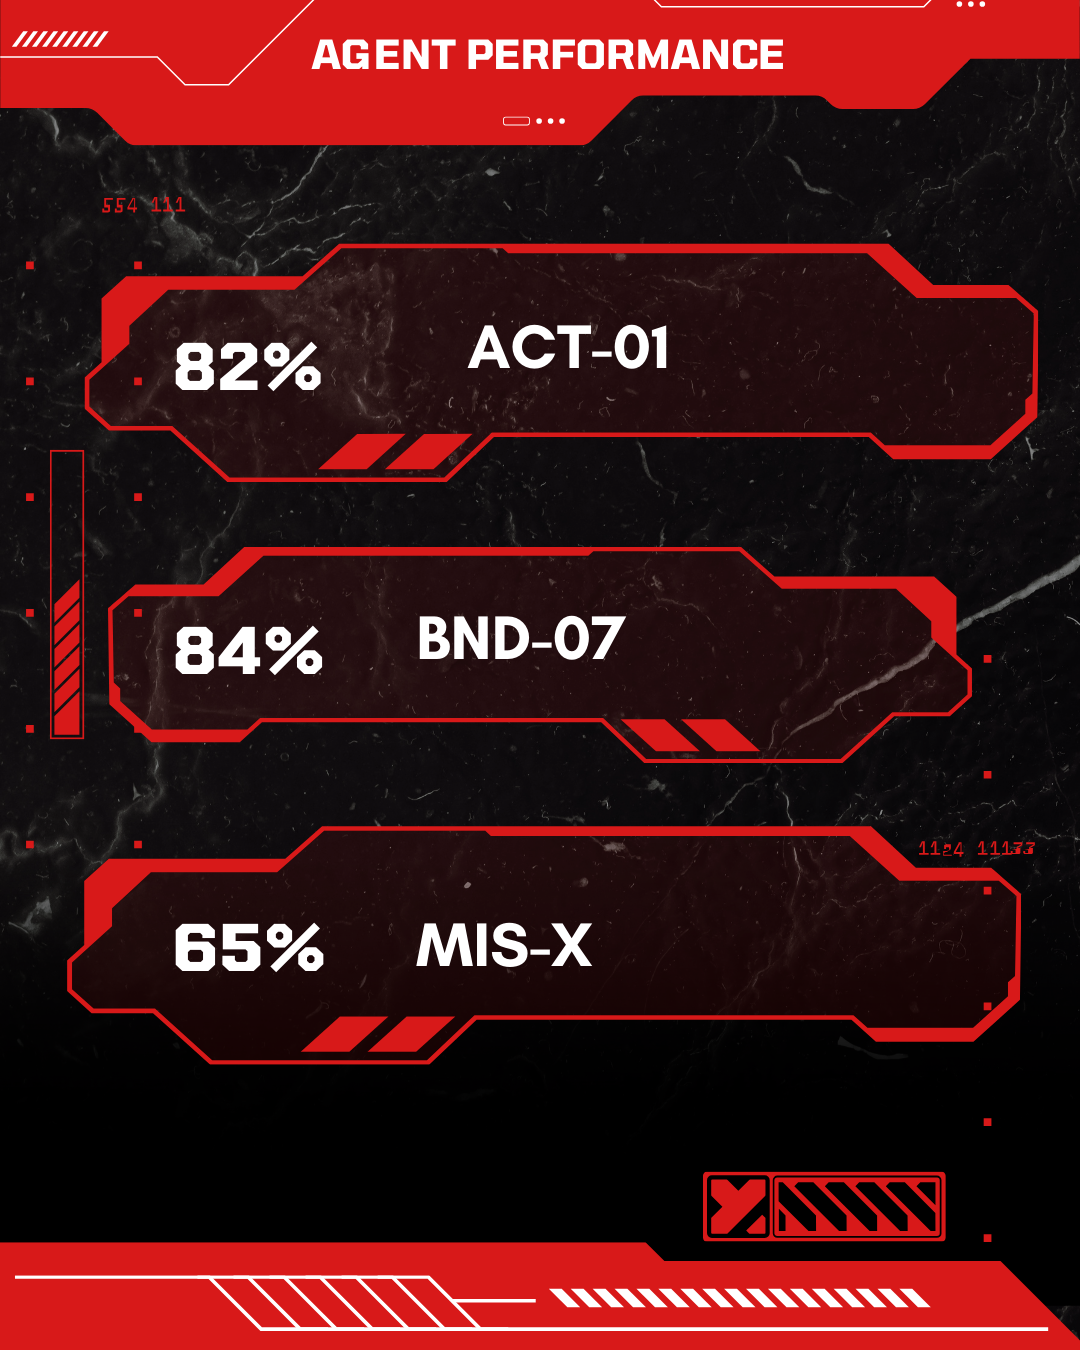 AGENT PERFORMANCE
554 111
82% ACT-01
84% BND-07
1124 11133
65% MIS-X